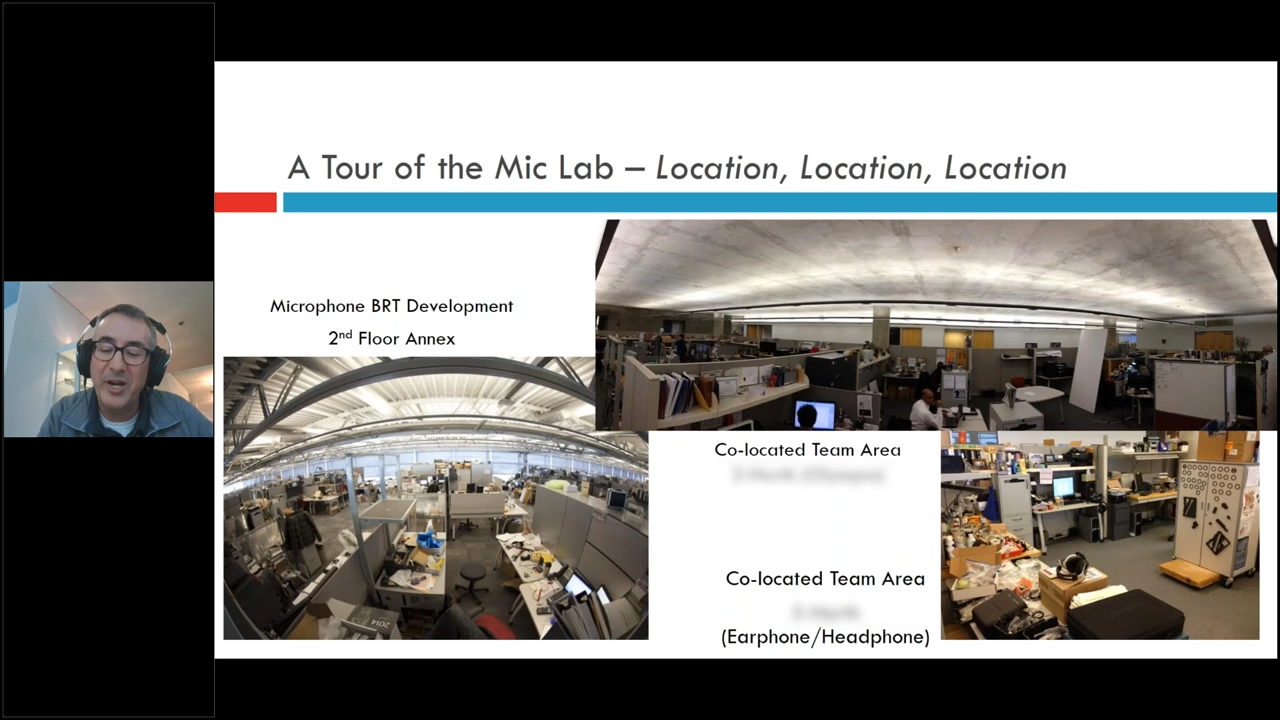 A Tour of the Mic Lab – Location, Location, Location
Microphone BRT Development
2nd Floor Annex
Co-located Team Area
Co-located Team Area
(Earphone/Headphone)
2014